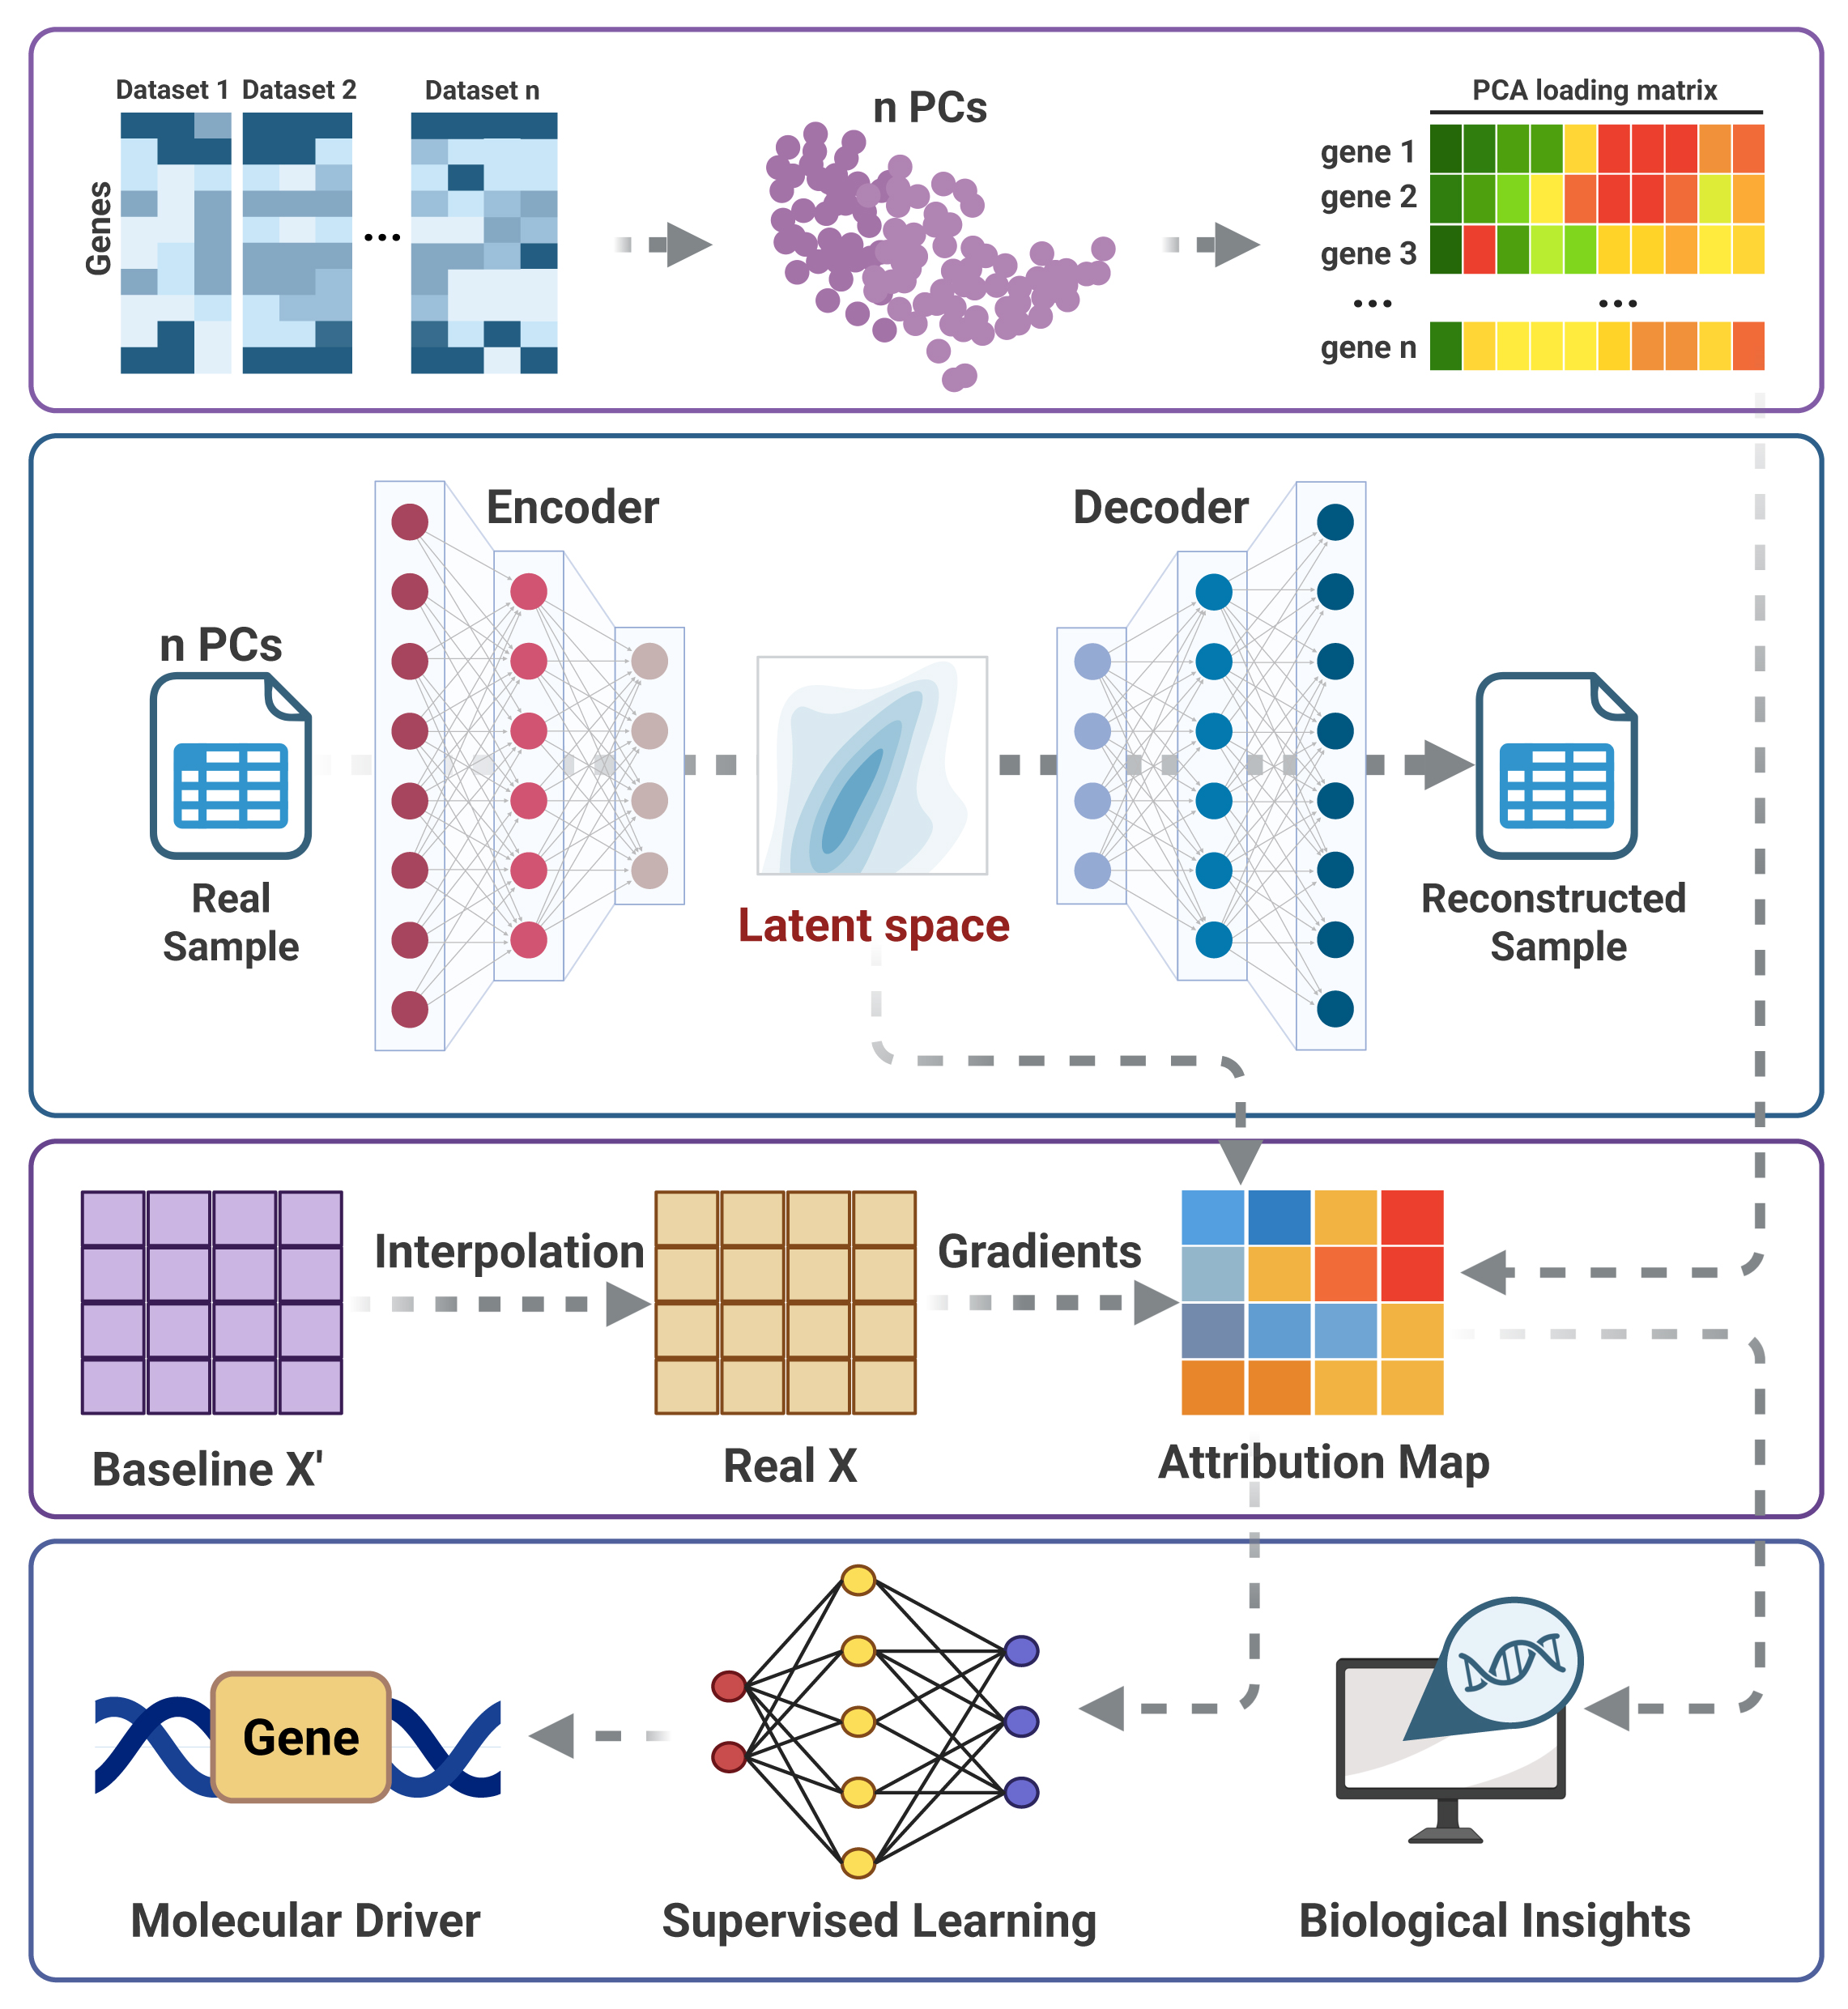 Dataset 1 Dataset 2 Dataset n
Genes
...
n PCs
PCA loading matrix
gene 1
gene 2
gene 3
... ...
gene n
Encoder
Decoder
n PCs
Real
Sample
Latent space
Reconstructed
Sample
Interpolation
Gradients
Baseline X'
Real X
Attribution Map
Gene
Molecular Driver
Supervised Learning
Biological Insights